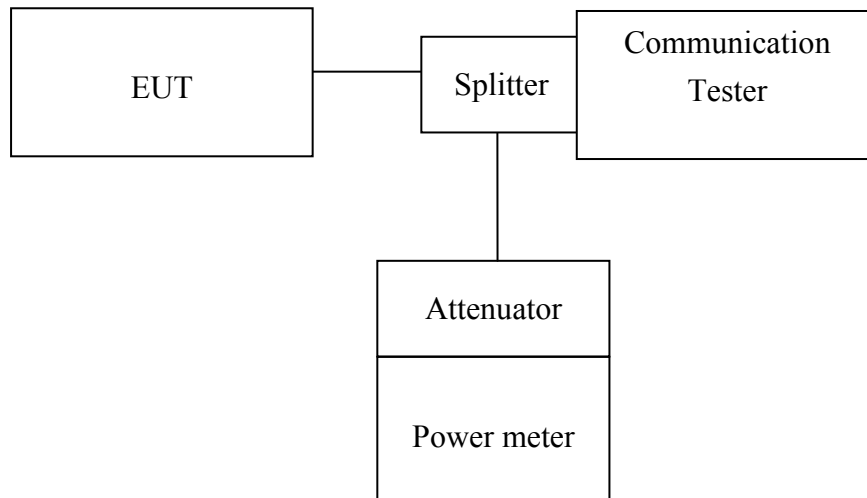 EUT
Splitter
Communication
Tester
Attenuator
Power meter